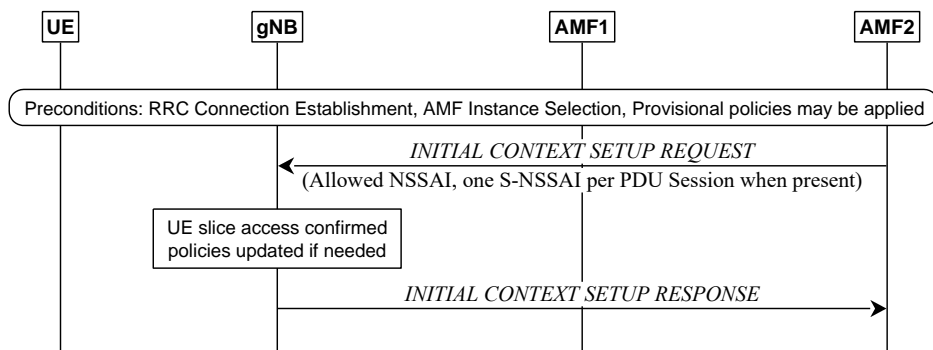 UE gNB AMF1 AMF2
Preconditions: RRC Connection Establishment, AMF Instance Selection, Provisional policies may be applied
INITIAL CONTEXT SETUP REQUEST
(Allowed NSSAI, one S-NSSAI per PDU Session when present)
UE slice access confirmed
policies updated if needed
INITIAL CONTEXT SETUP RESPONSE